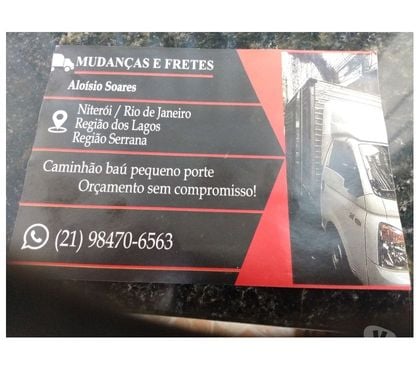 MUDANÇAS E FRETES
Aloísio Soares
Niterói / Rio de Janeiro
Região dos Lagos
Região Serrana
Caminhão baú pequeno porte
Orçamento sem compromisso!
(21) 98470-6563